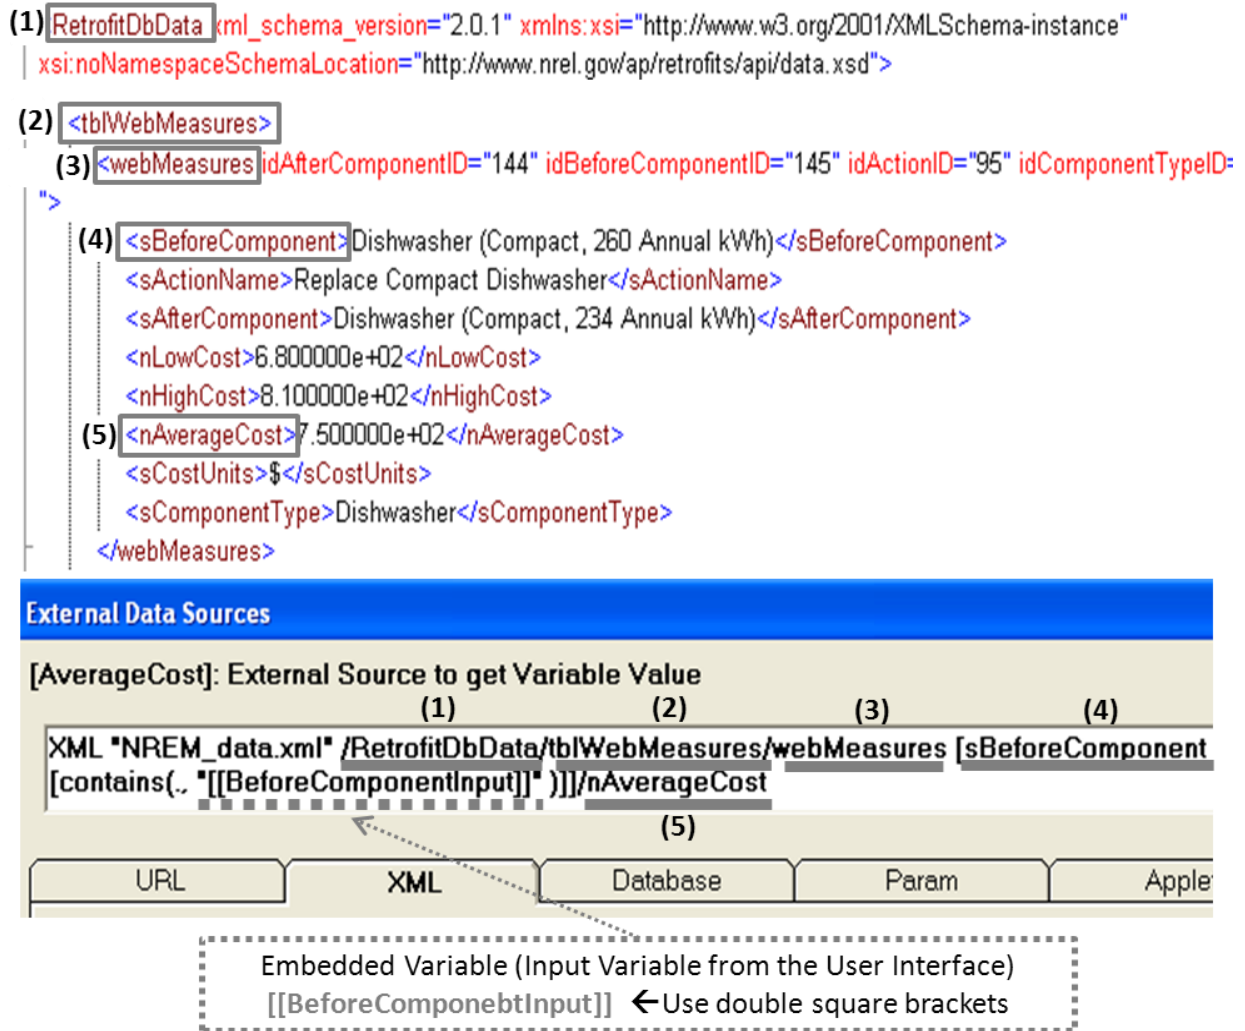 (1) RetrofitDbData xml_schema_version="2.0.1" xmlns:xsi="http://www.w3.org/2001/XMLSchema-instance"
xsi:noNamespaceSchemaLocation="http://www.nrel.gov/ap/retrofits/api/data.xsd">
(2) <tblWebMeasures>
(3) <webMeasures idAfterComponentID="144" idBeforeComponentID="145" idActionID="95" idComponentTypeID=
">
(4) <sBeforeComponent>Dishwasher (Compact, 260 Annual kWh)</sBeforeComponent>
<sActionName>Replace Compact Dishwasher</sActionName>
<sAfterComponent>Dishwasher (Compact, 234 Annual kWh)</sAfterComponent>
<nLowCost>6.800000e+02</nLowCost>
<nHighCost>8.100000e+02</nHighCost>
(5) <nAverageCost>7.500000e+02</nAverageCost>
<sCostUnits>$</sCostUnits>
<sComponentType>Dishwasher</sComponentType>
</webMeasures>
External Data Sources
[AverageCost]: External Source to get Variable Value
(1) (2) (3) (4)
XML "NREM_data.xml" /RetrofitDbData/tblWebMeasures/webMeasures [sBeforeComponent
[contains(., "[[BeforeComponentInput]]" )]]/nAverageCost
(5)
URL XML Database Param Apple
Embedded Variable (Input Variable from the User Interface)
[[BeforeComponebtInput]] ←Use double square brackets